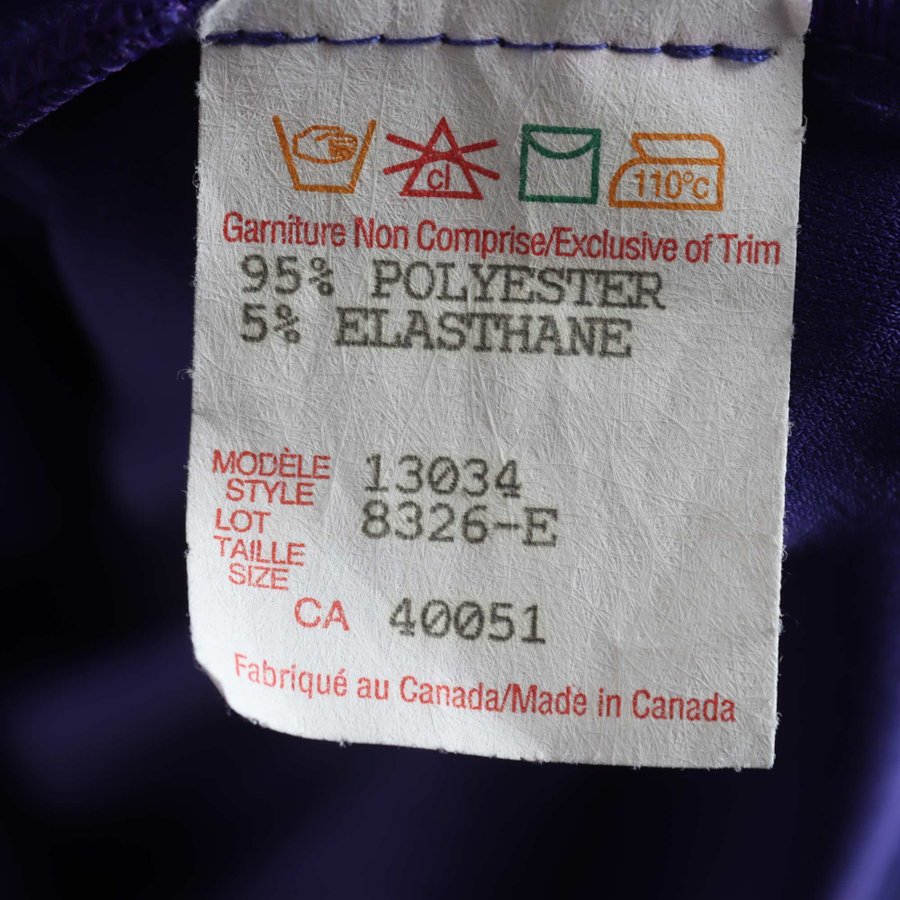 cl
110°c
Garniture Non Comprise/Exclusive of Trim
95% POLYESTER
5% ELASTHANE
MODÈLE 13034
STYLE
LOT 8326-E
TAILLE
SIZE
CA 40051
Fabriqué au Canada/Made in Canada